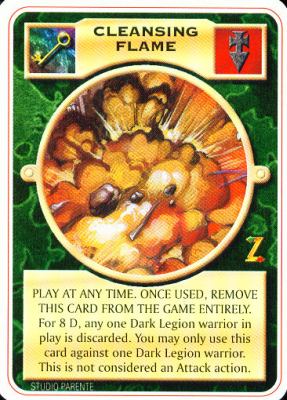 CLEANSING
FLAME
Z
PLAY AT ANY TIME. ONCE USED, REMOVE
THIS CARD FROM THE GAME ENTIRELY.
For 8 D, any one Dark Legion warrior in
play is discarded. You may only use this
card against one Dark Legion warrior.
This is not considered an Attack action.
STUDIO PARENTE